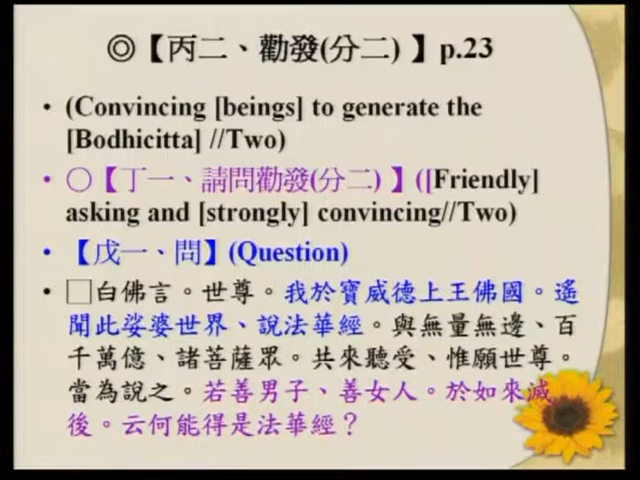 ◎【丙二、勸發(分二) 】p.23
• (Convincing [beings] to generate the
[Bodhicitta] //Two)
• ○【丁一、請問勸發(分二) 】([Friendly]
asking and [strongly] convincing//Two)
• 【戊一、問】(Question)
• □白佛言。世尊。我於寶威德上王佛國。遙
聞此娑婆世界、說法華經。與無量無邊、百
千萬億、諸菩薩眾。共來聽受、惟願世尊。
當為說之。若善男子、善女人。於如來滅
後。云何能得是法華經？